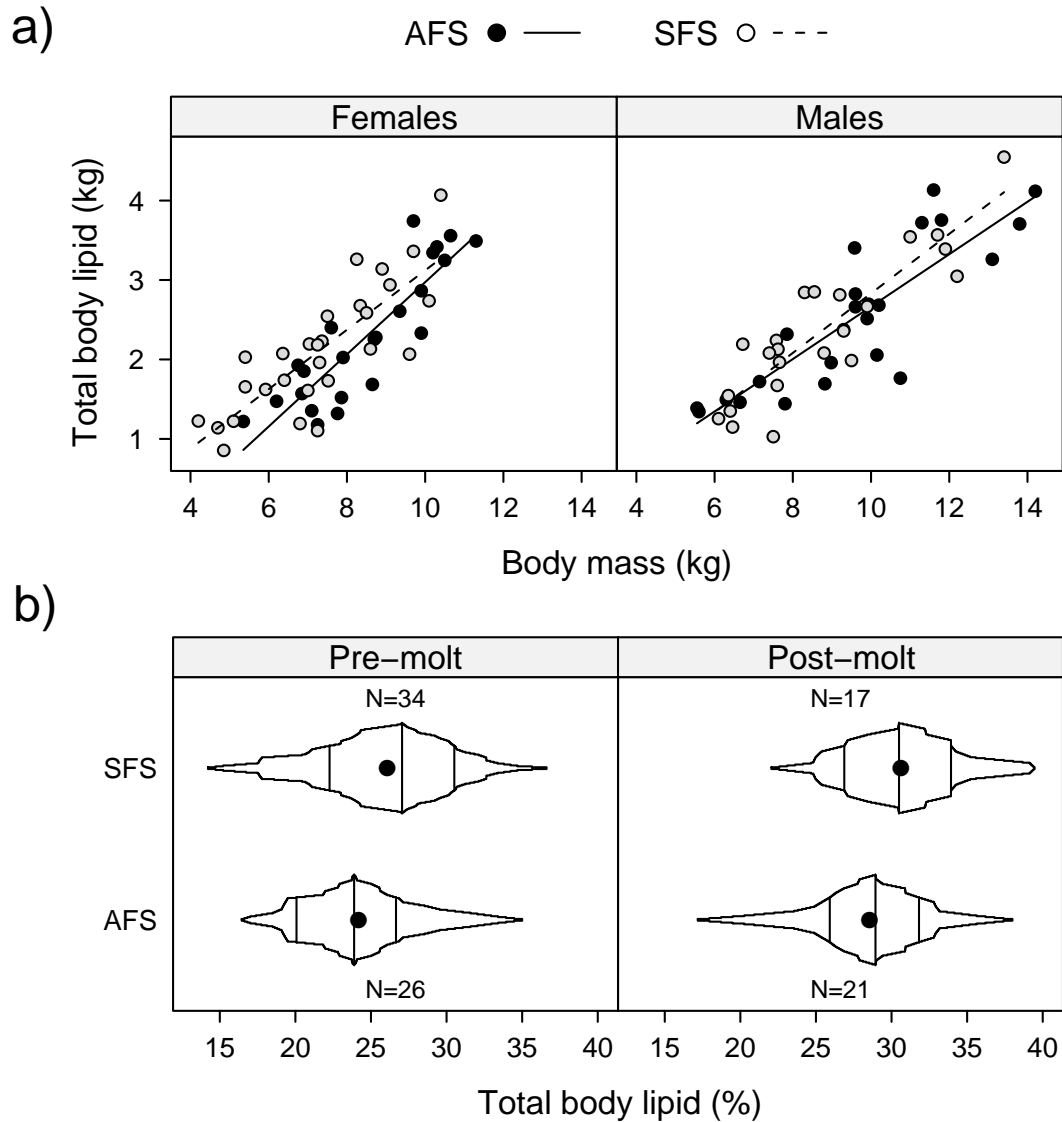 a)
AFS SFS
Females Males
Total body lipid (kg)
4
3
2
1
4 6 8 10 12 14 4 6 8 10 12 14
Body mass (kg)
b)
Pre−molt Post−molt
N=34 N=17
SFS
AFS
N=26 N=21
15 20 25 30 35 40 15 20 25 30 35 40
Total body lipid (%)